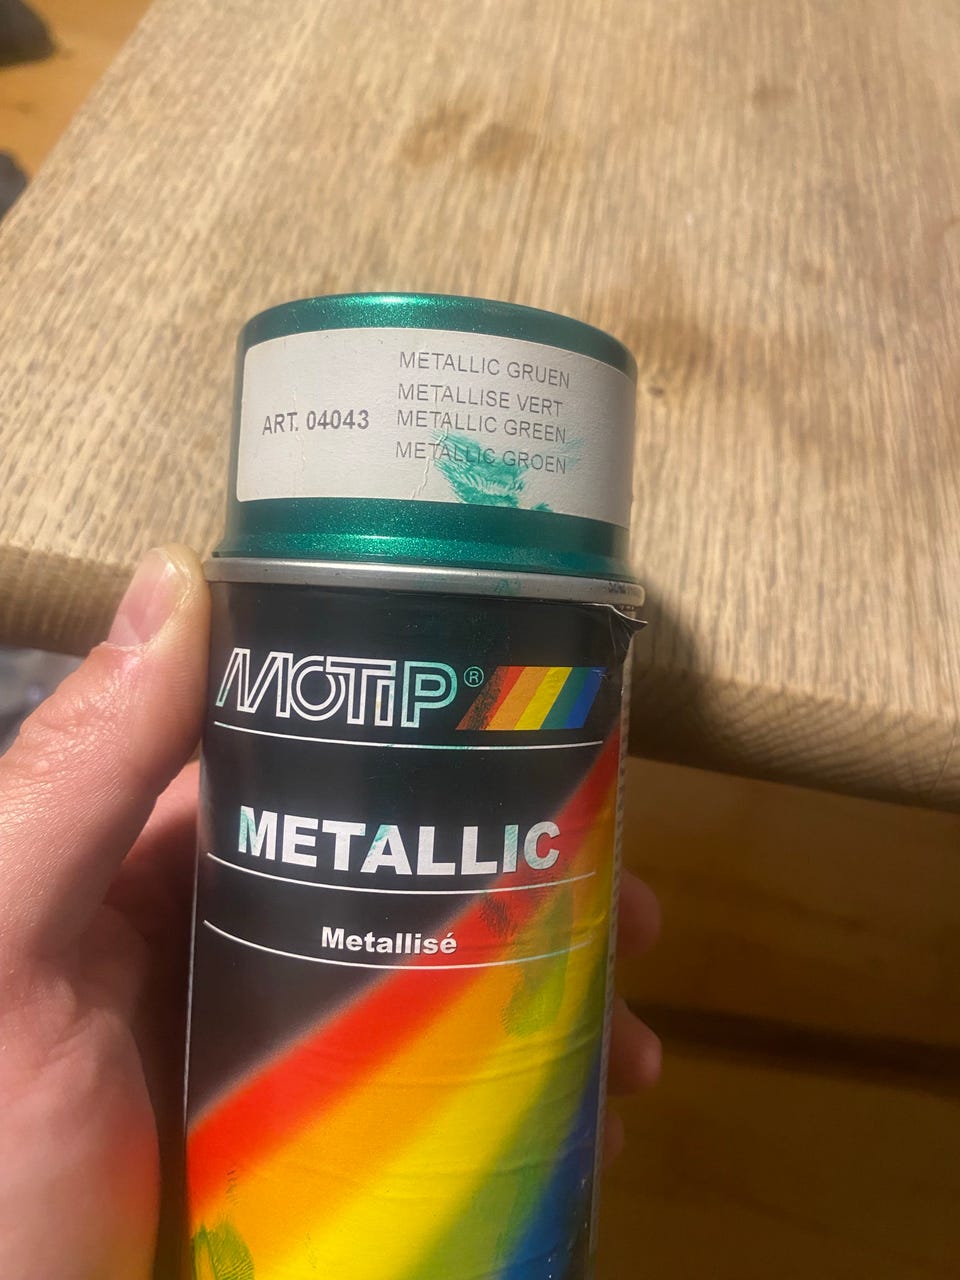 METALLIC GRUEN
METALLISE VERT
ART. 04043
METALLIC GREEN
METALLIC GROEN
MOTIP®
METALLIC
Metallisé